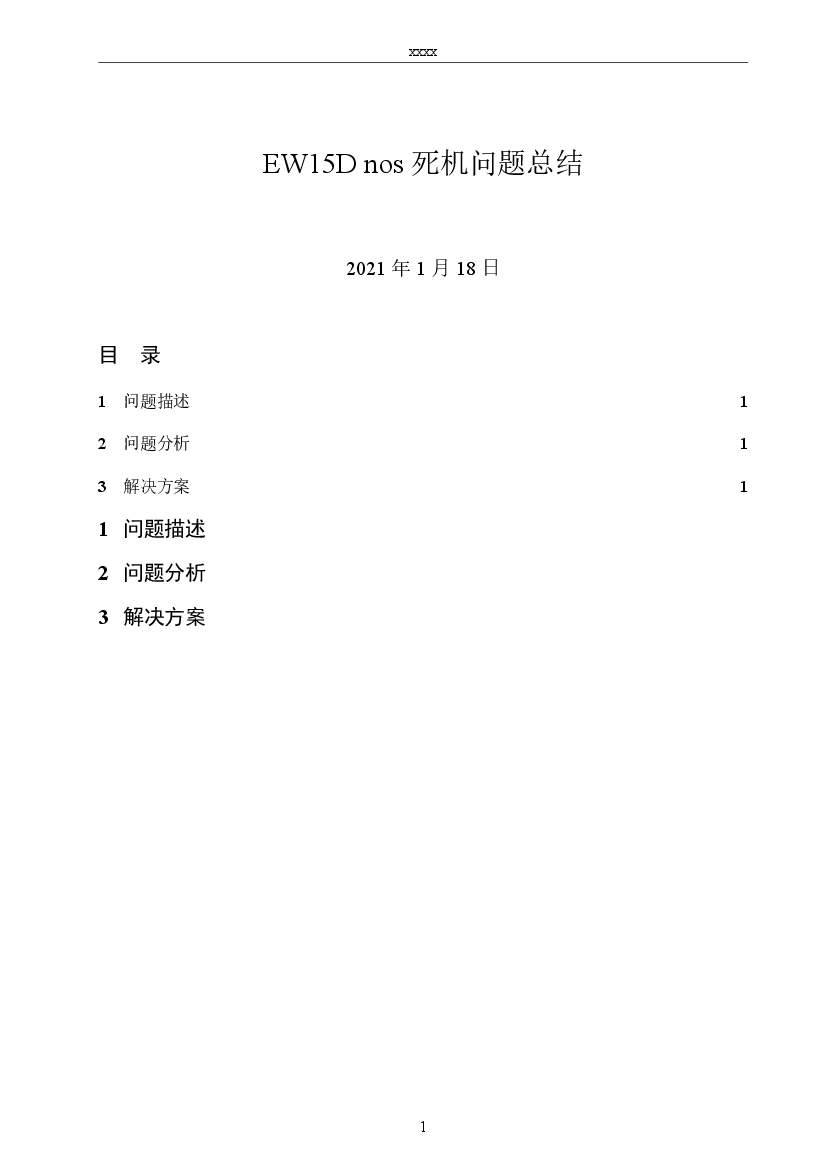 xxxx
EW15D nos 死机问题总结
2021 年 1 月 18 日
目 录
1 问题描述 1
2 问题分析 1
3 解决方案 1
1 问题描述
2 问题分析
3 解决方案
1